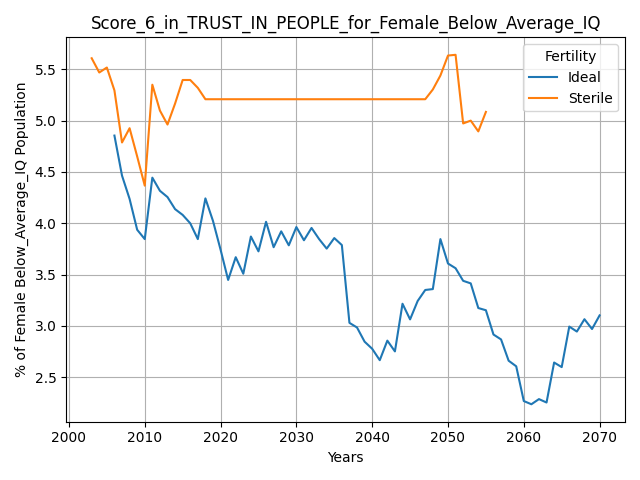 Score_6_in_TRUST_IN_PEOPLE_for_Female_Below_Average_IQ
% of Female Below_Average_IQ Population
5.5
5.0
4.5
4.0
3.5
3.0
2.5
Fertility
Ideal
Sterile
2000 2010 2020 2030 2040 2050 2060 2070
Years